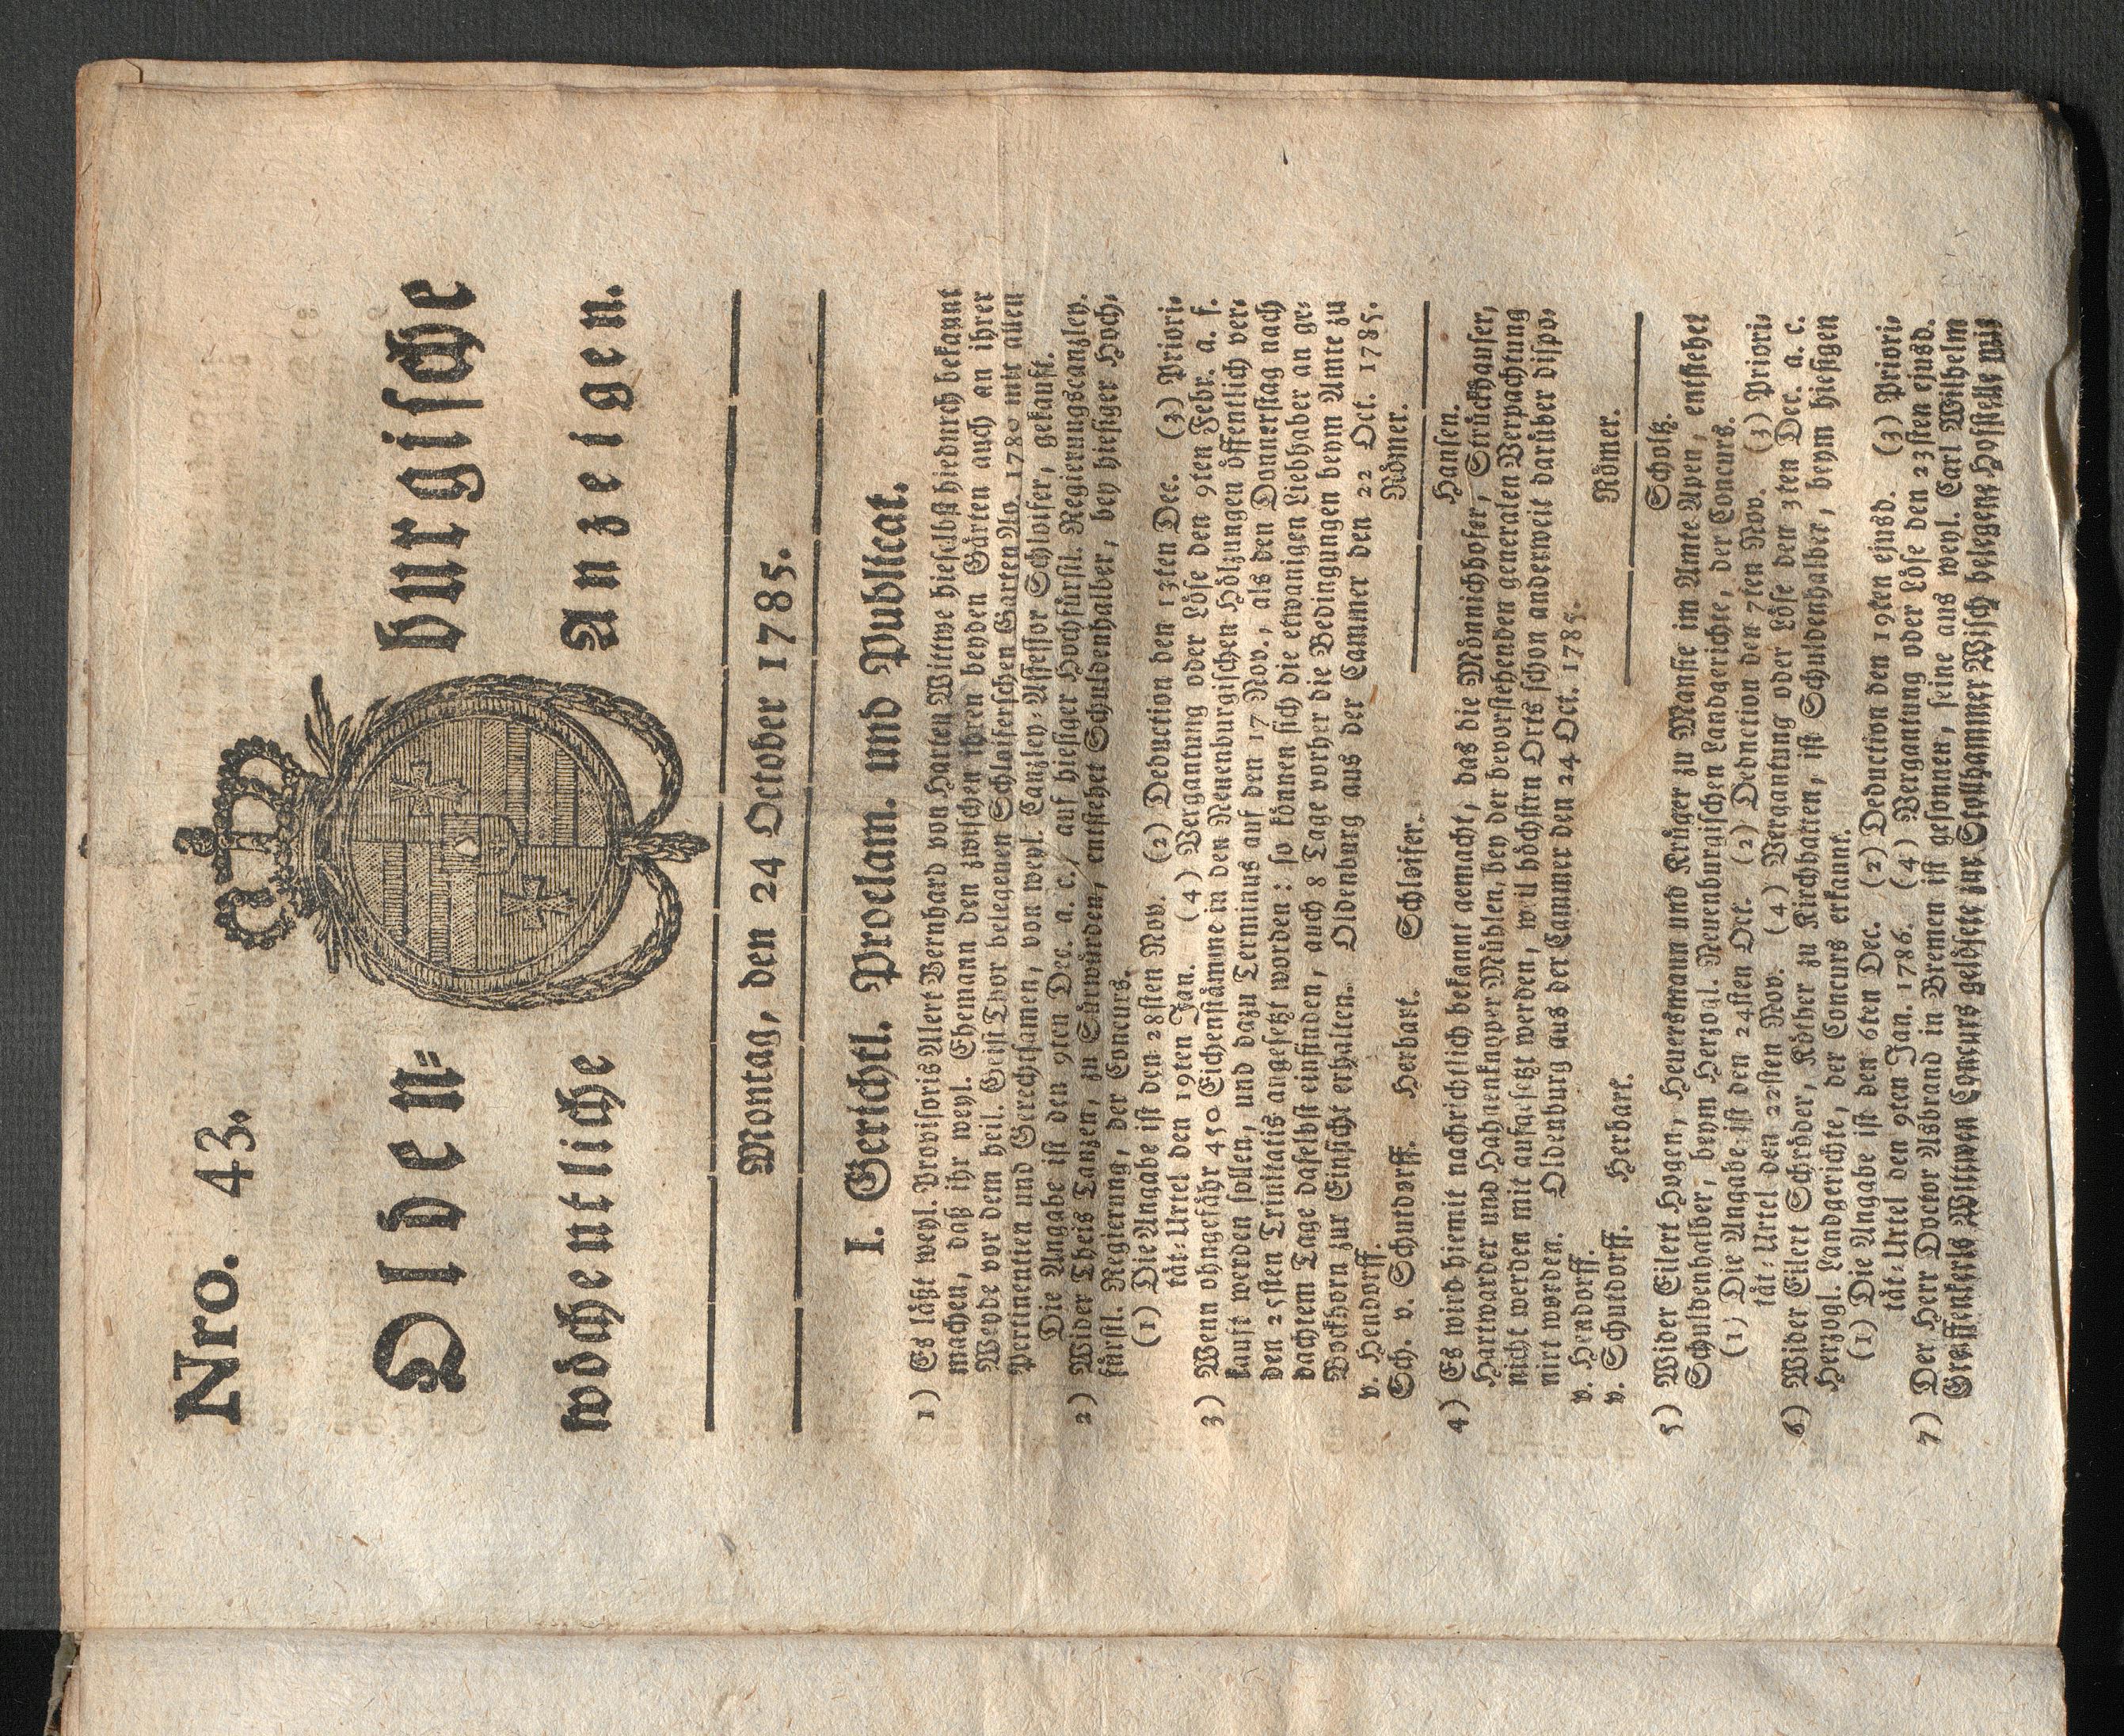 Nro. 43.
Olden⸗ burgische
wöchentliche Anzeigen.
Montag, den 24 October 1785.
I. Gerichtl. Proclam. und Publicat.
1) Es läßt weyl. Provisoris Alert Bernhard von Harten Wittwe hieselbst hiedurch bekannt
machen, daß ihr weyl. Ehemann den zwischen ihren beyden Gärten auch an ihrer
Weyde vor dem heil. Geist Thor belegenen Schloiferschen Garten No. 1780 mit allen
Pertinentien und Gerechtsamen, von weyl. Canzley⸗Assessor Schloifer, gekauft.
Die Angabe ist den 9ten Dec. a. c., auf hiesiger Hochfürstl. Regierungscanzley.
2) Wider Theis Tanzen, zu Sürwürden, entstehet Schuldenhalber, bey hiesiger Hoch⸗
fürstl. Regierung, der Concurs.
(1) Die Angabe ist den 28sten Nov. (2) Deduction den 13ten Dec. (3) Priori⸗
tät⸗Urtel den 19ten Jan. (4) Vergantung oder Löse den 9ten Febr. a. f.
3) Wenn ohngefähr 450 Eichenstämme in den Neuenburgischen Hölzungen öffentlich ver⸗
kauft werden sollen, und dazu Terminus auf den 17 Nov., als den Donnerstag nach
den 25sten Trinitatis angesetzt worden: so können sich die etwanigen Liebhaber an ge⸗
dachtem Tage daselbst einfinden, auch 8 Tage vorher die Bedingungen beym Amte zu
Bockhorn zur Einsicht erhalten. Oldenburg aus der Cammer den 22 Oct. 1785.
v. Hendorff. Römer.
Sch. v. Schutdorff. Herbart. Schloifer.
Hansen.
4) Es wird hiemit nachrichtlich bekannt gemacht, das die Mönnichhofer, Strückhauser,
Hartwarder und Hahnenknoper Mühlen, bey der bevorstehenden generalen Verpachtung
nicht werden mit aufgesetzt werden, weil höchsten Orts schon anderweit darüber dispo⸗
nirt worden. Oldenburg aus der Cammer den 24 Oct. 1785.
v. Hendorff. Römer.
v. Schutdorff. Herbart.
Scholtz.
5) Wider Eilert Hogen, Heuersmann und Krüger zu Mansie im Amte Apen, entstehet
Schuldenhalber, beym Herzogl. Neuenburgischen Landgerichte, der Concurs.
(1) Die Angabe ist den 24sten Oct. (2) Deduction den 7ten Nov. (3) Priori⸗
tät⸗Urtel den 22sten Nov. (4) Vergantung oder Löse den 3ten Dec. a. c.
6) Wider Eilert Schröder, Köther zu Kirchhatten, ist Schuldenhalber, beym hiesigen
Herzogl. Landgerichte, der Concurs erkannt.
(1) Die Angabe ist den 6ten Dec. (2) Deduction den 19ten ejusd. (3) Priori⸗
tät⸗Urtel den 9ten Jan. 1786. (4) Vergantung oder Löse den 23sten ejusd.
7) Der Herr Doctor Asbrand in Bremen ist gesonnen, seine aus weyl. Carl Wilhelm
Greiffenkerls Wittwen Concurs gelösete zur Stollhammer Wisch belegene Hofstelle mit